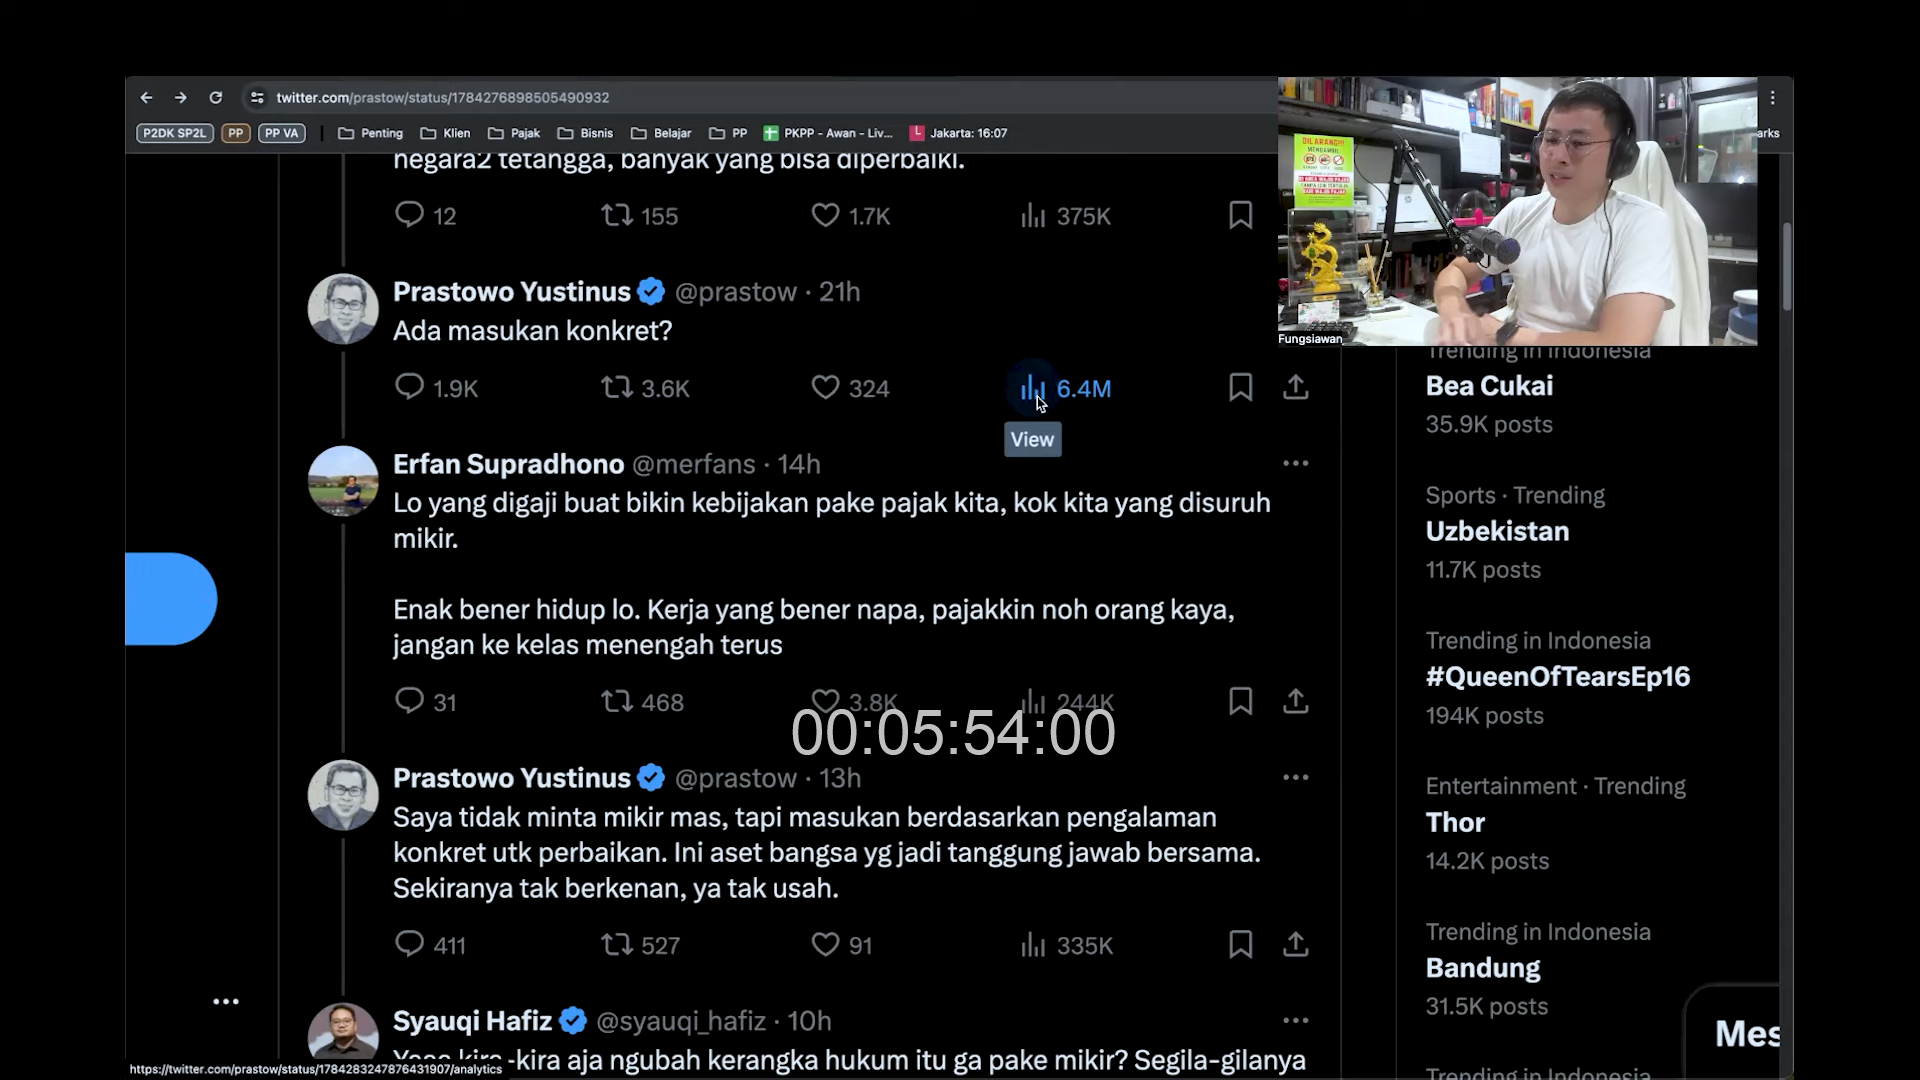 twitter.com/prastow/status/1784276898505490932
P2DK SP2L
PP
PP VA
Penting
Klien
Pajak
Bisnis
Belajar
PP
PKPP - Awan - Liv...
Jakarta: 16:07
arks
negara2 tetangga, banyak yang bisa diperbaiki.
12
155
1.7K
375K
DILARANG!!!
Fungsiawan
Prastowo Yustinus @prastow · 21h
Ada masukan konkret?
1.9K
3.6K
324
6.4M
View
Erfan Supradhono @merfans · 14h
Lo yang digaji buat bikin kebijakan pake pajak kita, kok kita yang disuruh
mikir.
Enak bener hidup lo. Kerja yang bener napa, pajakkin noh orang kaya,
jangan ke kelas menengah terus
31
468
3.8K
244K
00:05:54:00
Prastowo Yustinus @prastow · 13h
Saya tidak minta mikir mas, tapi masukan berdasarkan pengalaman
konkret utk perbaikan. Ini aset bangsa yg jadi tanggung jawab bersama.
Sekiranya tak berkenan, ya tak usah.
411
527
91
335K
Syauqi Hafiz @syauqi_hafiz · 10h
-kira aja ngubah kerangka hukum itu ga pake mikir? Segila-gilanya
https://twitter.com/prastow/status/1784283247876431907/analytics
Trending in Indonesia
Bea Cukai
35.9K posts
Sports · Trending
Uzbekistan
11.7K posts
Trending in Indonesia
#QueenOfTearsEp16
194K posts
Entertainment · Trending
Thor
14.2K posts
Trending in Indonesia
Bandung
31.5K posts
Mes
Trending in Indonesia